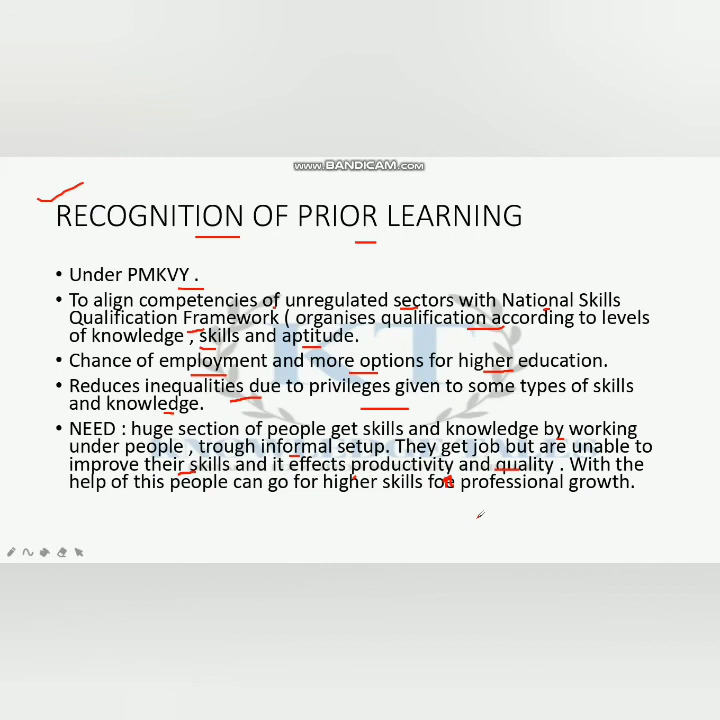 www.BANDICAM.com
RECOGNITION OF PRIOR LEARNING
• Under PMKVY .
• To align competencies of unregulated sectors with National Skills
Qualification Framework ( organises qualification according to levels
of knowledge , skills and aptitude.
• Chance of employment and more options for higher education.
• Reduces inequalities due to privileges given to some types of skills
and knowledge.
• NEED : huge section of people get skills and knowledge by working
under people , trough informal setup. They get job but are unable to
improve their skills and it effects productivity and quality . With the
help of this people can go for higher skills for professional growth.
KT